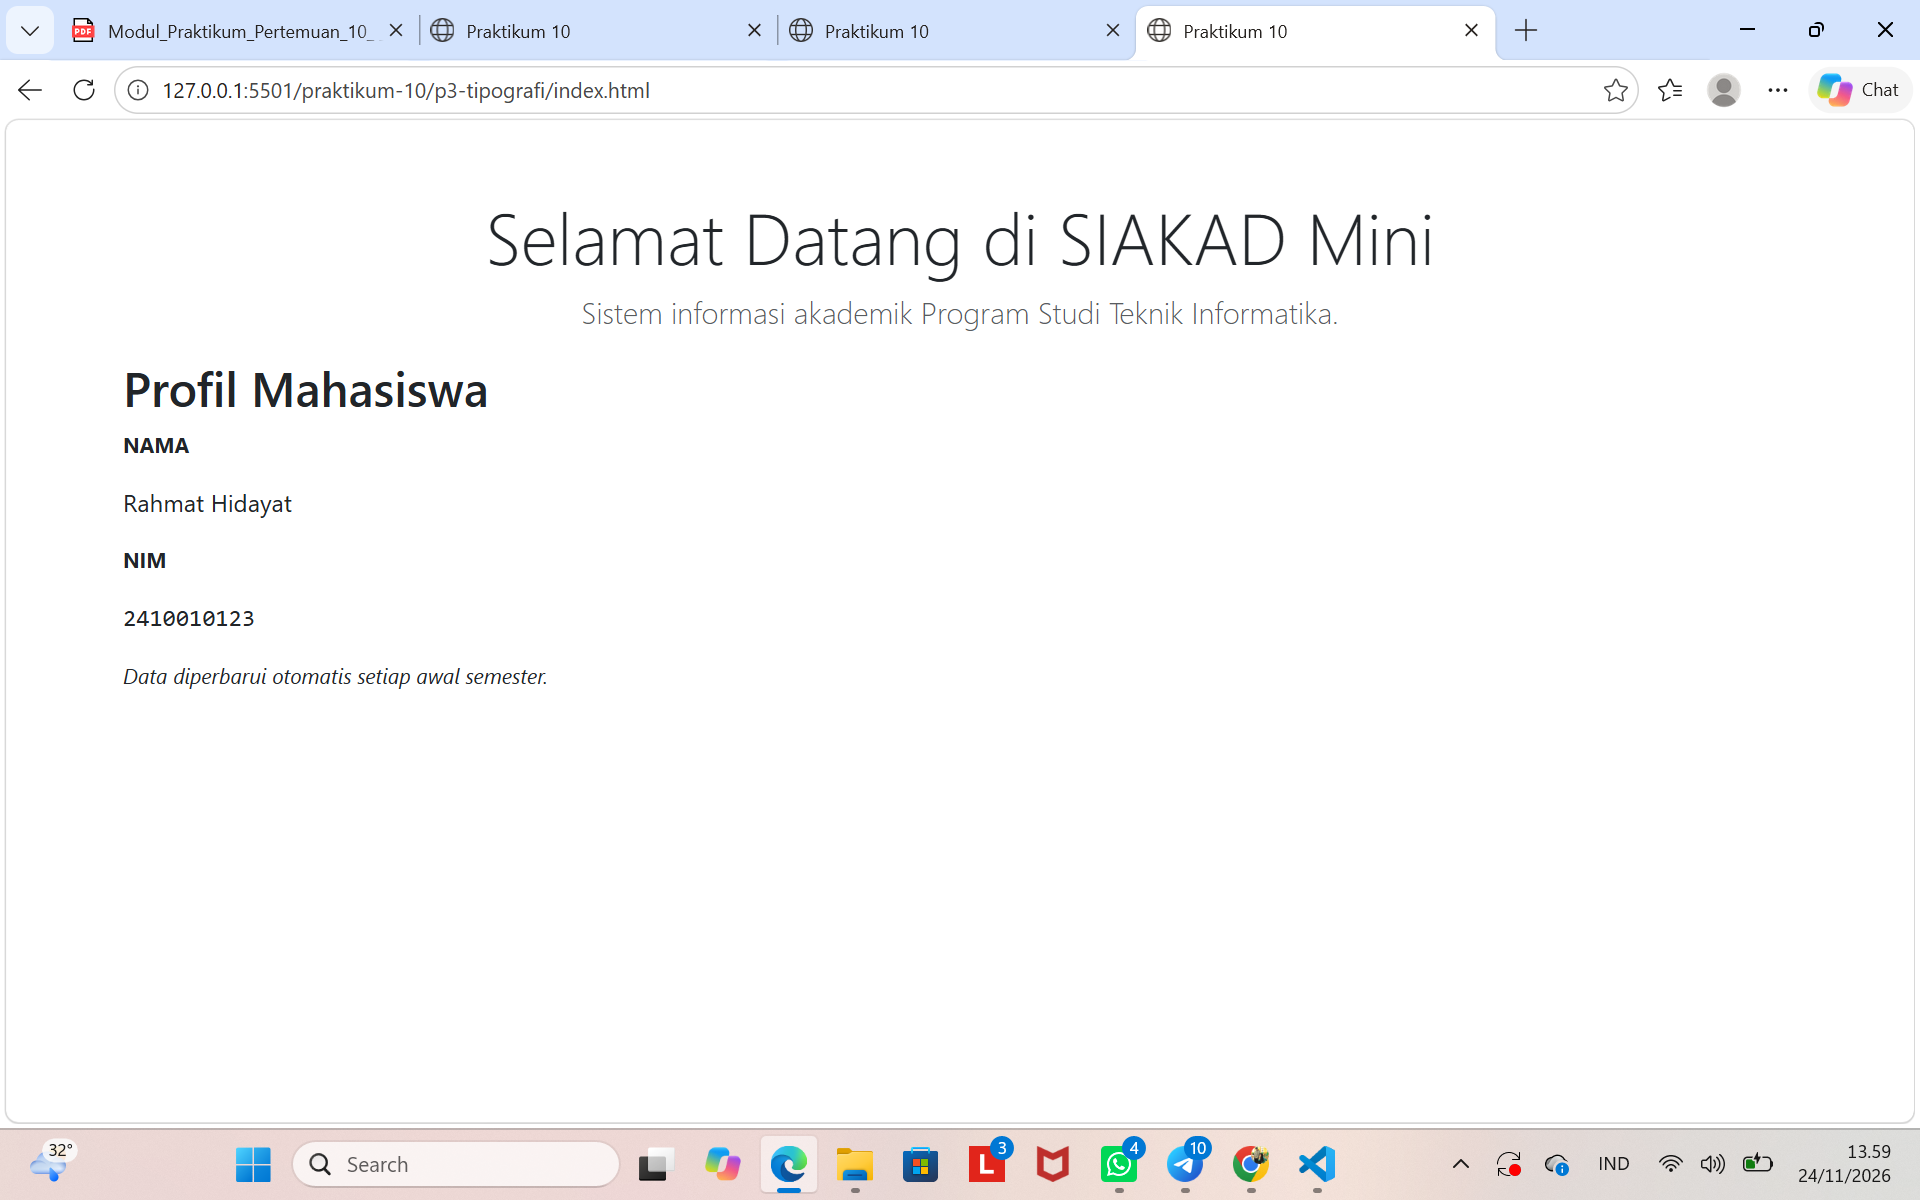 Modul_Praktikum_Pertemuan_10_
Praktikum 10
Praktikum 10
Praktikum 10
127.0.0.1:5501/praktikum-10/p3-tipografi/index.html
Chat
Selamat Datang di SIAKAD Mini
Sistem informasi akademik Program Studi Teknik Informatika.
Profil Mahasiswa
NAMA
Rahmat Hidayat
NIM
2410010123
Data diperbarui otomatis setiap awal semester.
32°
Search
3
4
10
IND
13.59
24/11/2026